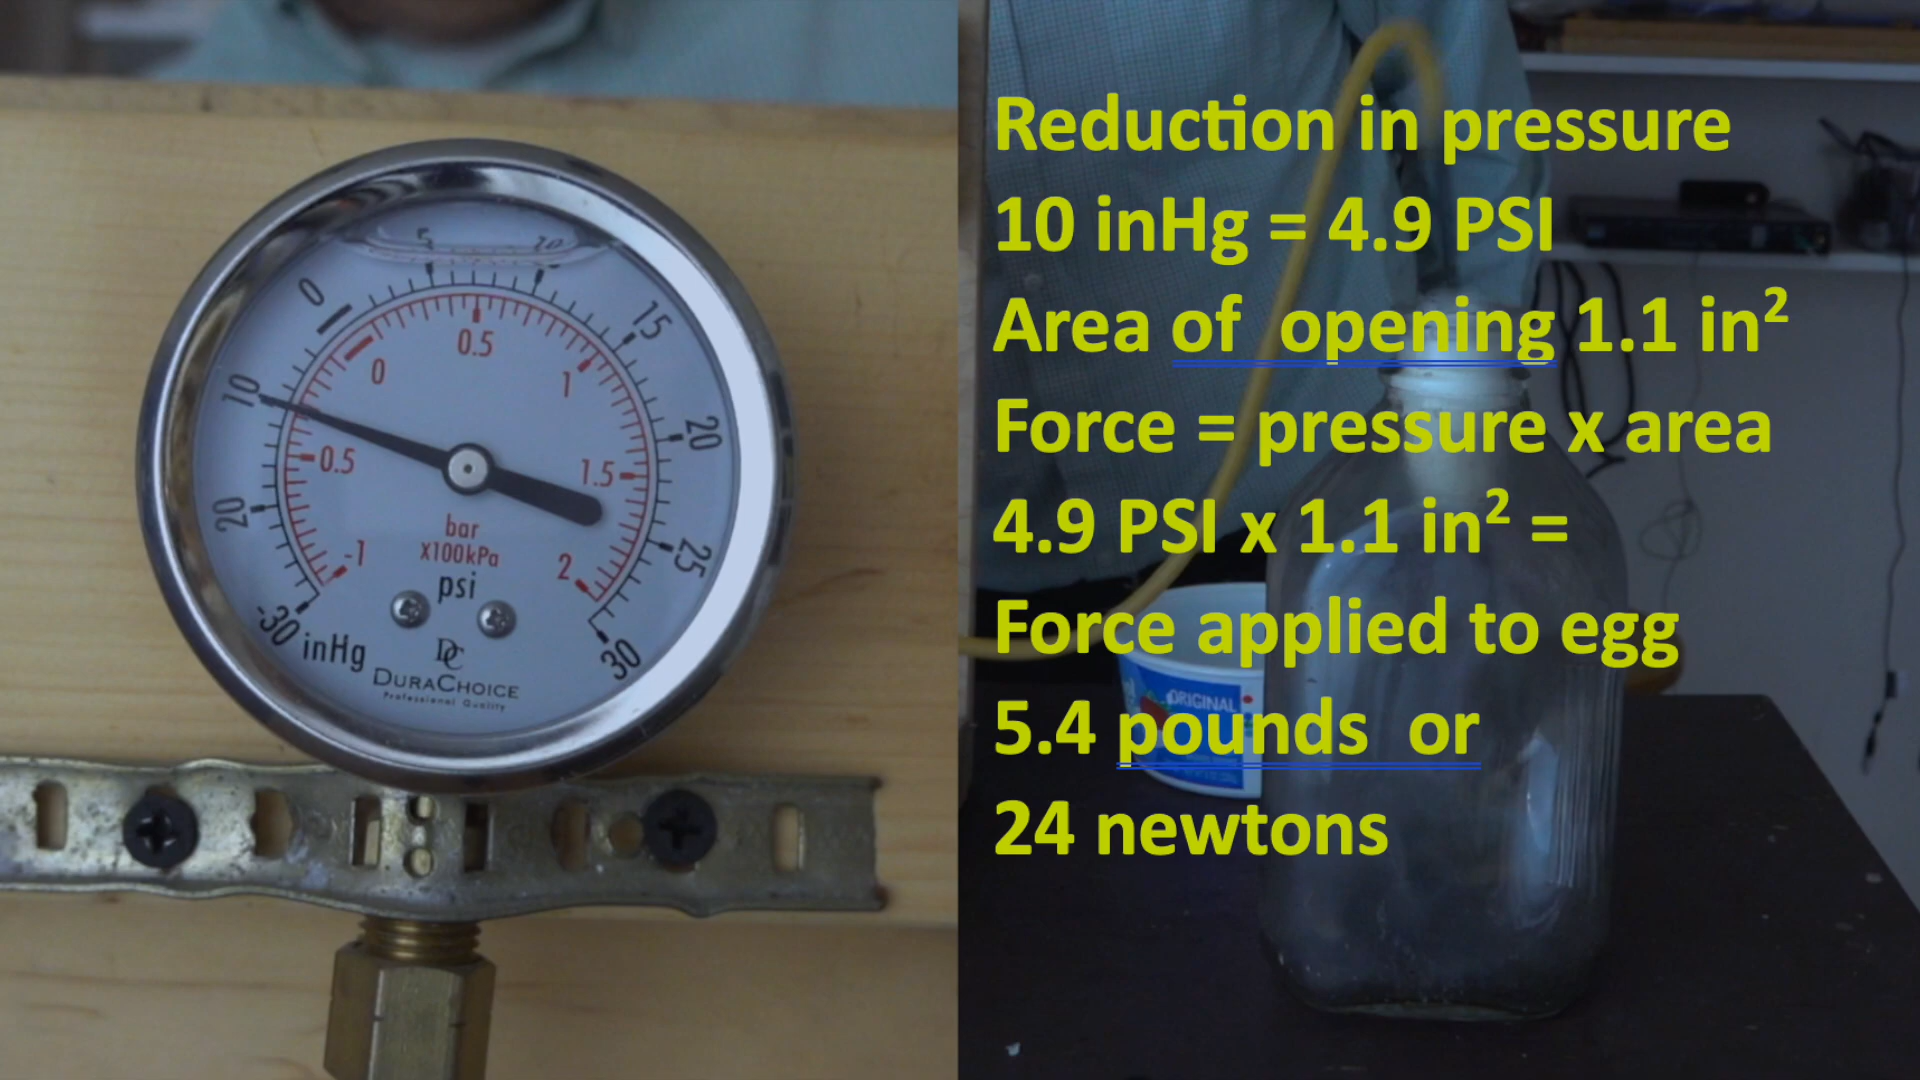 5 10
0
15
0
0.5
1
10
20
0.5
1.5
20
bar
x100kPa
-1
2
25
psi
-30
inHg
30
DC
DURACHOICE
Professional Quality
Reduction in pressure
10 inHg = 4.9 PSI
Area of opening 1.1 in²
Force = pressure x area
4.9 PSI x 1.1 in² =
Force applied to egg
5.4 pounds or
24 newtons
ORIGINAL